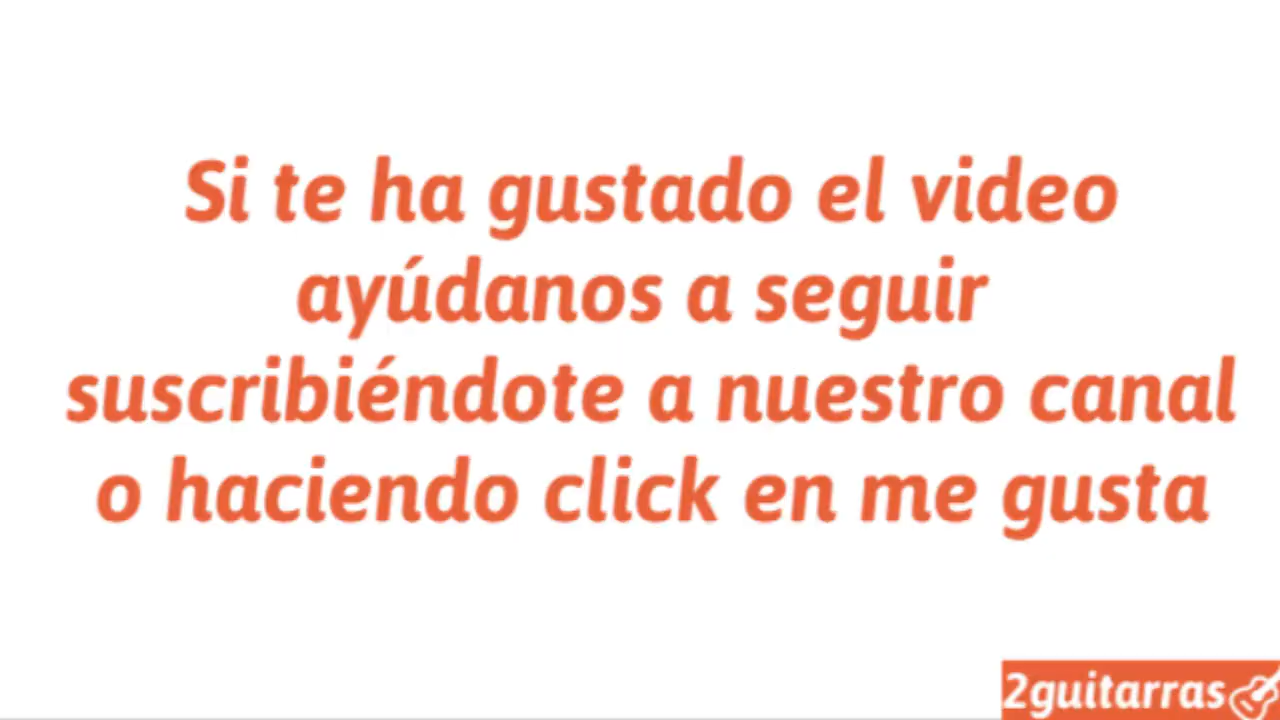 Si te ha gustado el video
ayúdanos a seguir
suscribiéndote a nuestro canal
o haciendo click en me gusta
2guitarras